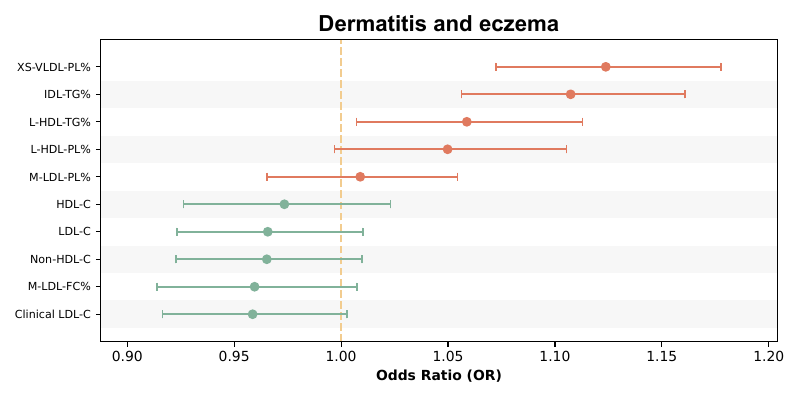 Dermatitis and eczema
XS-VLDL-PL%
IDL-TG%
L-HDL-TG%
L-HDL-PL%
M-LDL-PL%
HDL-C
LDL-C
Non-HDL-C
M-LDL-FC%
Clinical LDL-C
0.90 0.95 1.00 1.05 1.10 1.15 1.20
Odds Ratio (OR)